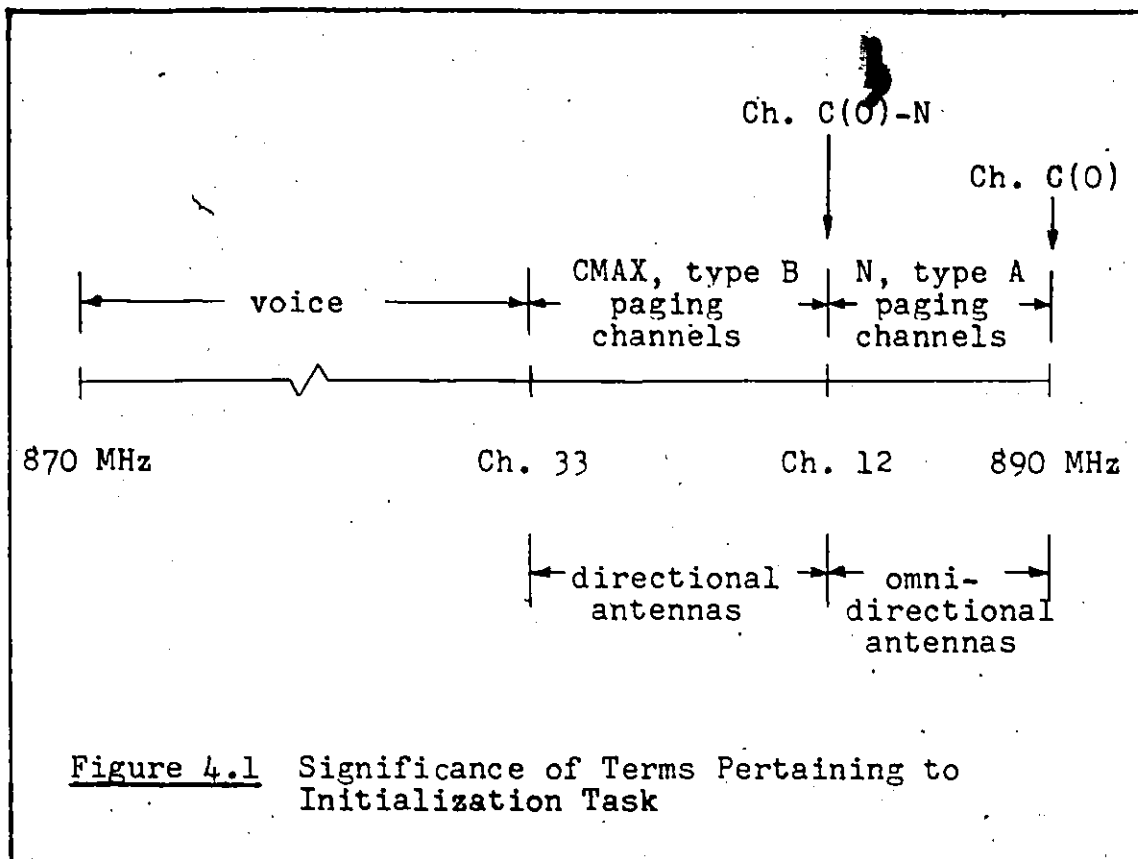 Ch. C(0)-N
Ch. C(0)
CMAX, type B
paging
channels
N, type A
paging
channels
voice
870 MHz
Ch. 33
Ch. 12
890 MHz
directional
antennas
omni-
directional
antennas
Figure 4.1 Significance of Terms Pertaining to
Initialization Task